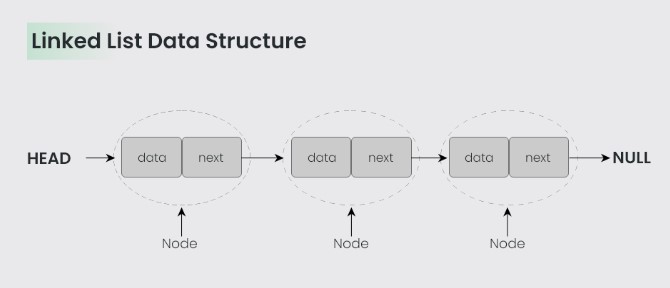 Linked List Data Structure
HEAD data next data next data next NULL
Node Node Node